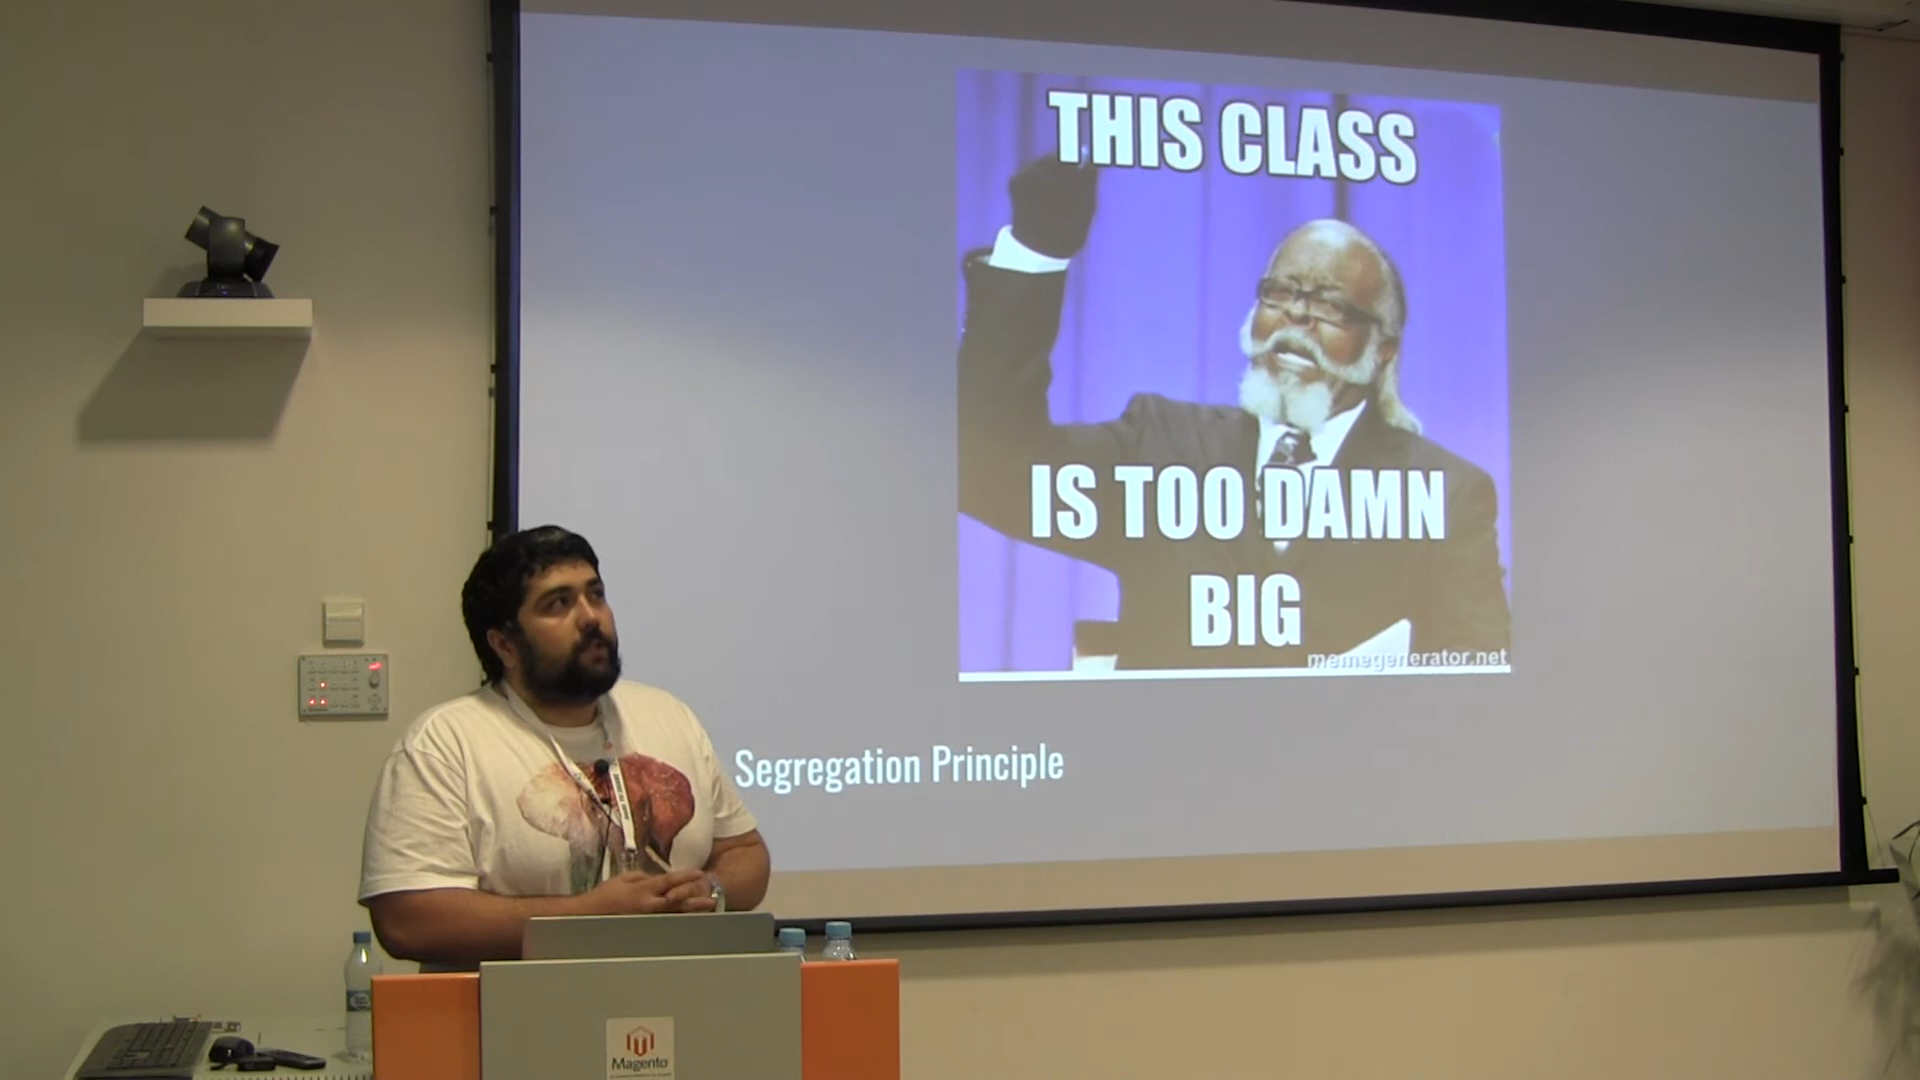 THIS CLASS
IS TOO DAMN
BIG
memegenerator.net
Segregation Principle
Magento